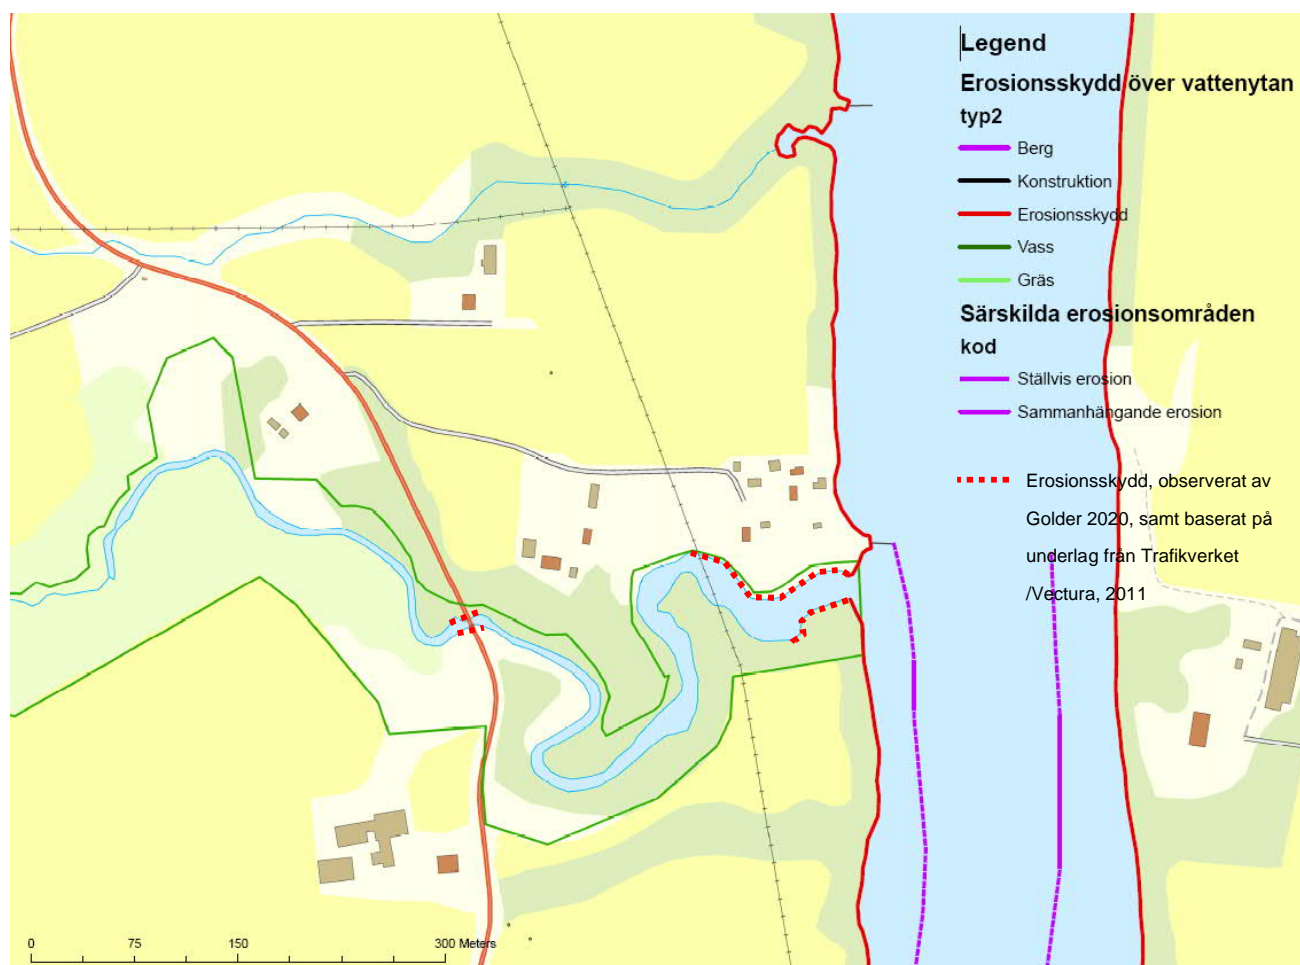 Legend
Erosionsskydd över vattenytan
typ2
Berg
Konstruktion
Erosionsskydd
Vass
Gräs
Särskilda erosionsområden
kod
Ställvis erosion
Sammanhängande erosion
Erosionsskydd, observerat av
Golder 2020, samt baserat på
underlag från Trafikverket
/Vectura, 2011
0 75 150 300 Meters